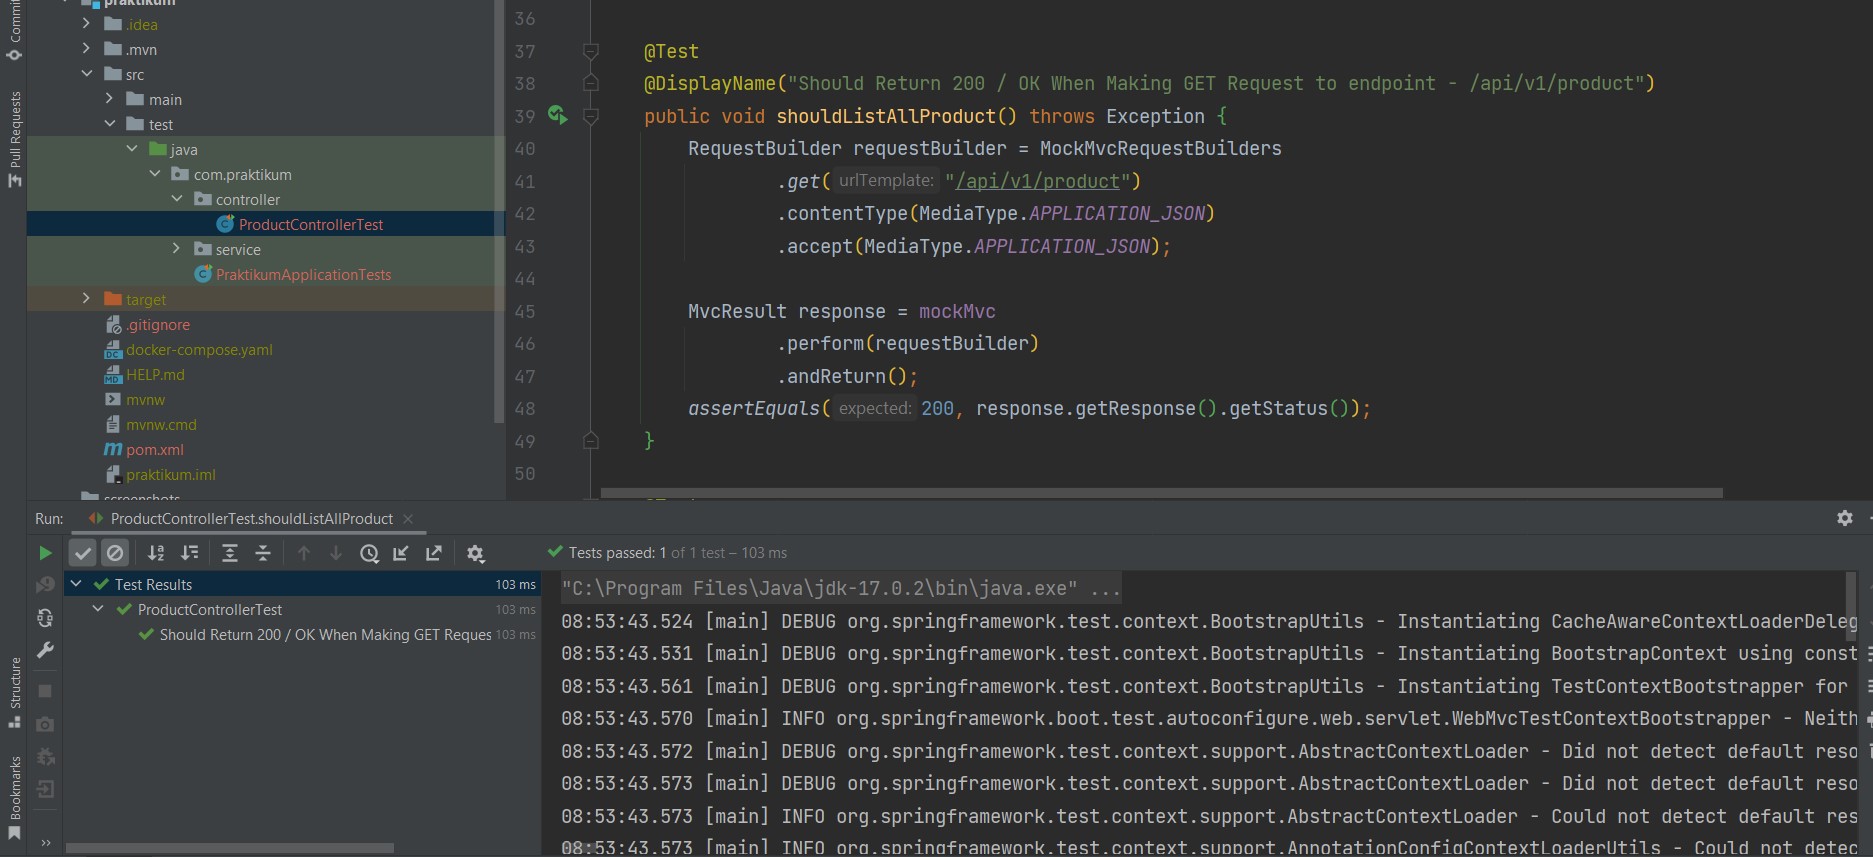 Commit
Pull Requests
praktikum
.idea
.mvn
src
main
test
java
com.praktikum
controller
ProductControllerTest
service
PraktikumApplicationTests
target
.gitignore
docker-compose.yaml
HELP.md
mvnw
mvnw.cmd
pom.xml
praktikum.iml
screenshots
36
37 @Test
38 @DisplayName("Should Return 200 / OK When Making GET Request to endpoint - /api/v1/product")
39 public void shouldListAllProduct() throws Exception {
40 RequestBuilder requestBuilder = MockMvcRequestBuilders
41 .get( urlTemplate: "/api/v1/product")
42 .contentType(MediaType.APPLICATION_JSON)
43 .accept(MediaType.APPLICATION_JSON);
44
45 MvcResult response = mockMvc
46 .perform(requestBuilder)
47 .andReturn();
48 assertEquals( expected: 200, response.getResponse().getStatus());
49 }
50
Run: ProductControllerTest.shouldListAllProduct
Tests passed: 1 of 1 test – 103 ms
Test Results 103 ms
ProductControllerTest 103 ms
Should Return 200 / OK When Making GET Reques 103 ms
"C:\Program Files\Java\jdk-17.0.2\bin\java.exe" ...
08:53:43.524 [main] DEBUG org.springframework.test.context.BootstrapUtils - Instantiating CacheAwareContextLoaderDeleg
08:53:43.531 [main] DEBUG org.springframework.test.context.BootstrapUtils - Instantiating BootstrapContext using const
08:53:43.561 [main] DEBUG org.springframework.test.context.BootstrapUtils - Instantiating TestContextBootstrapper for
08:53:43.570 [main] INFO org.springframework.boot.test.autoconfigure.web.servlet.WebMvcTestContextBootstrapper - Neith
08:53:43.572 [main] DEBUG org.springframework.test.context.support.AbstractContextLoader - Did not detect default reso
08:53:43.573 [main] DEBUG org.springframework.test.context.support.AbstractContextLoader - Did not detect default reso
08:53:43.573 [main] INFO org.springframework.test.context.support.AbstractContextLoader - Could not detect default res
08:53:43.573 [main] INFO org.springframework.test.context.support.AnnotationConfigContextLoaderUtils - Could not detec
Structure
Bookmarks